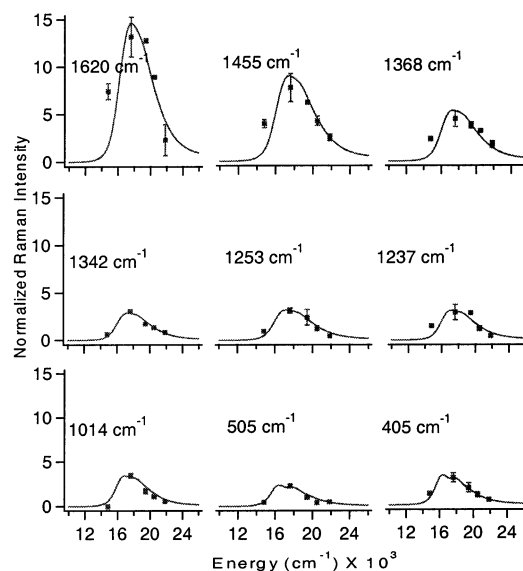 Normalized Raman Intensity
15
10
5
0
1620 cm⁻¹
1455 cm⁻¹
1368 cm⁻¹
15
10
5
0
1342 cm⁻¹
1253 cm⁻¹
1237 cm⁻¹
15
10
5
0
1014 cm⁻¹
505 cm⁻¹
405 cm⁻¹
12 16 20 24 12 16 20 24 12 16 20 24
Energy (cm⁻¹) X 10³